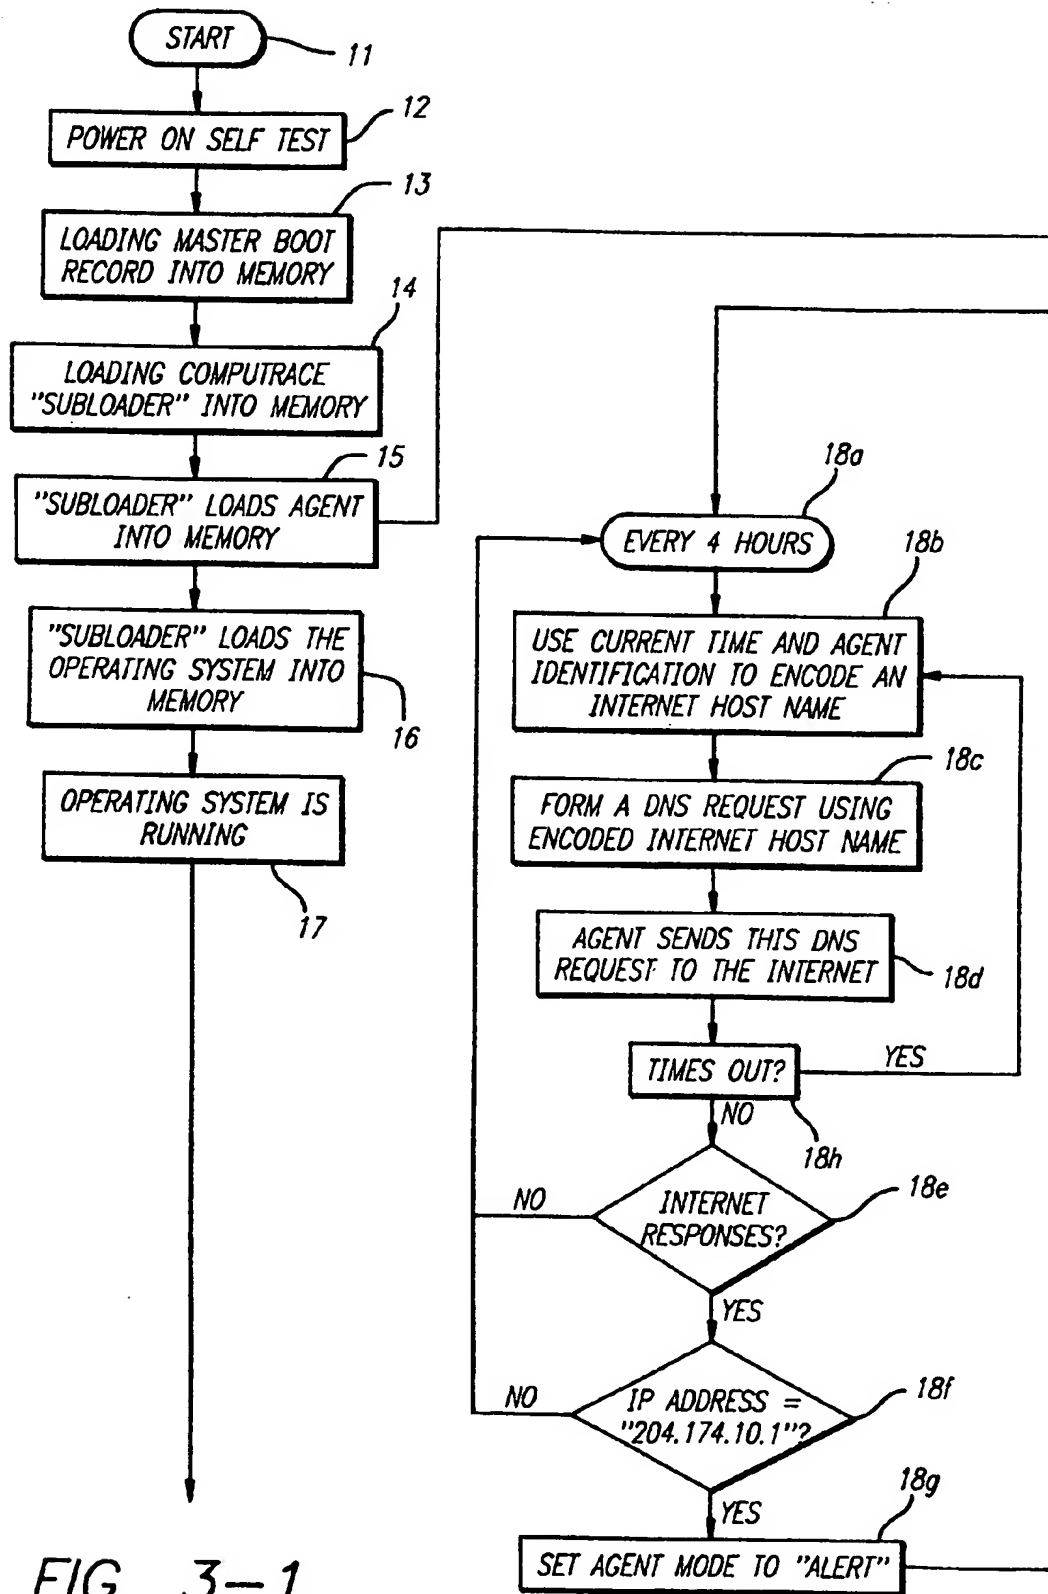 START
11
POWER ON SELF TEST
12
LOADING MASTER BOOT
RECORD INTO MEMORY
13
LOADING COMPUTRACE
"SUBLOADER" INTO MEMORY
14
"SUBLOADER" LOADS AGENT
INTO MEMORY
15
"SUBLOADER" LOADS THE
OPERATING SYSTEM INTO
MEMORY
16
OPERATING SYSTEM IS
RUNNING
17
EVERY 4 HOURS
18a
USE CURRENT TIME AND AGENT
IDENTIFICATION TO ENCODE AN
INTERNET HOST NAME
18b
FORM A DNS REQUEST USING
ENCODED INTERNET HOST NAME
18c
AGENT SENDS THIS DNS
REQUEST TO THE INTERNET
18d
TIMES OUT?
YES
NO
18h
INTERNET
RESPONSES?
18e
NO
YES
IP ADDRESS =
"204.174.10.1"?
18f
NO
YES
SET AGENT MODE TO "ALERT"
18g
FIG. 3-1